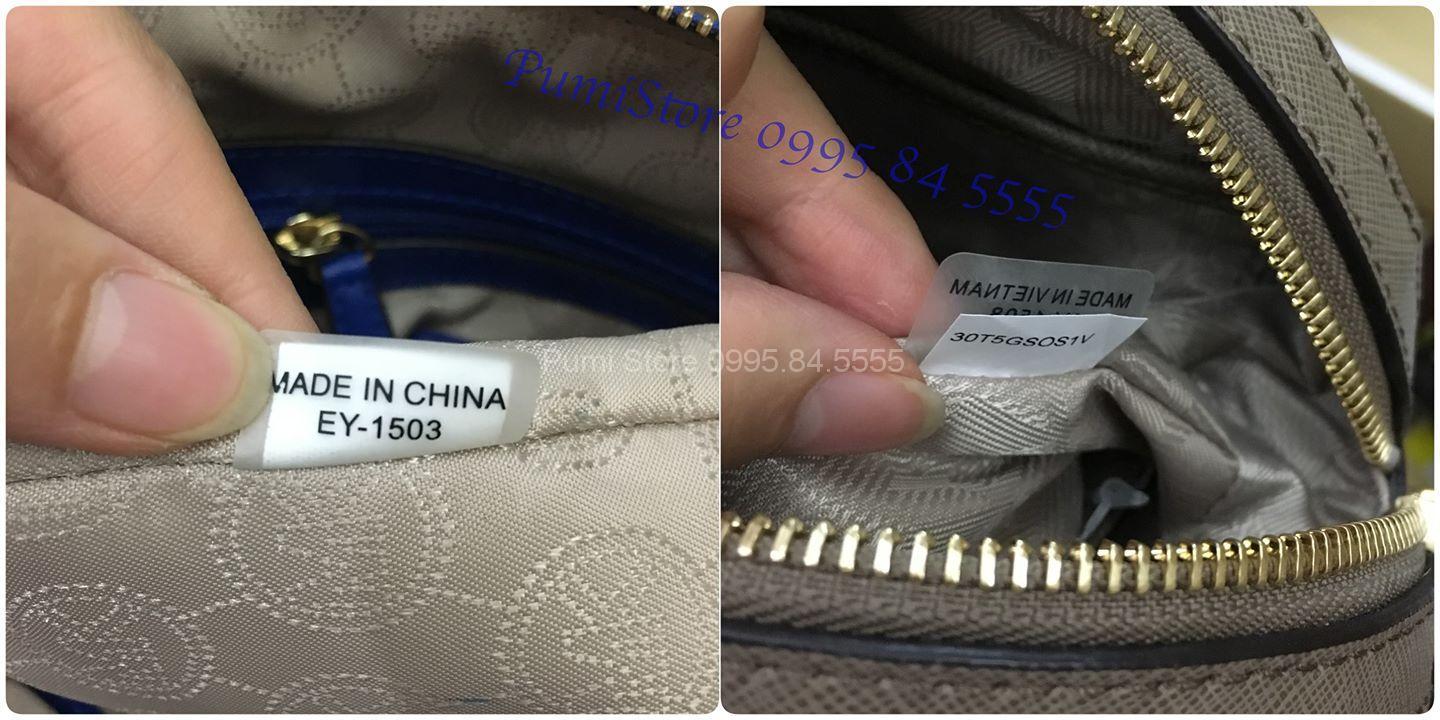 PumiStore 0995 84 5555
MADE IN CHINA
EY-1503
Pumi Store 0995.84.5555
MADE IN VIETNAM
30T5GSOS1V